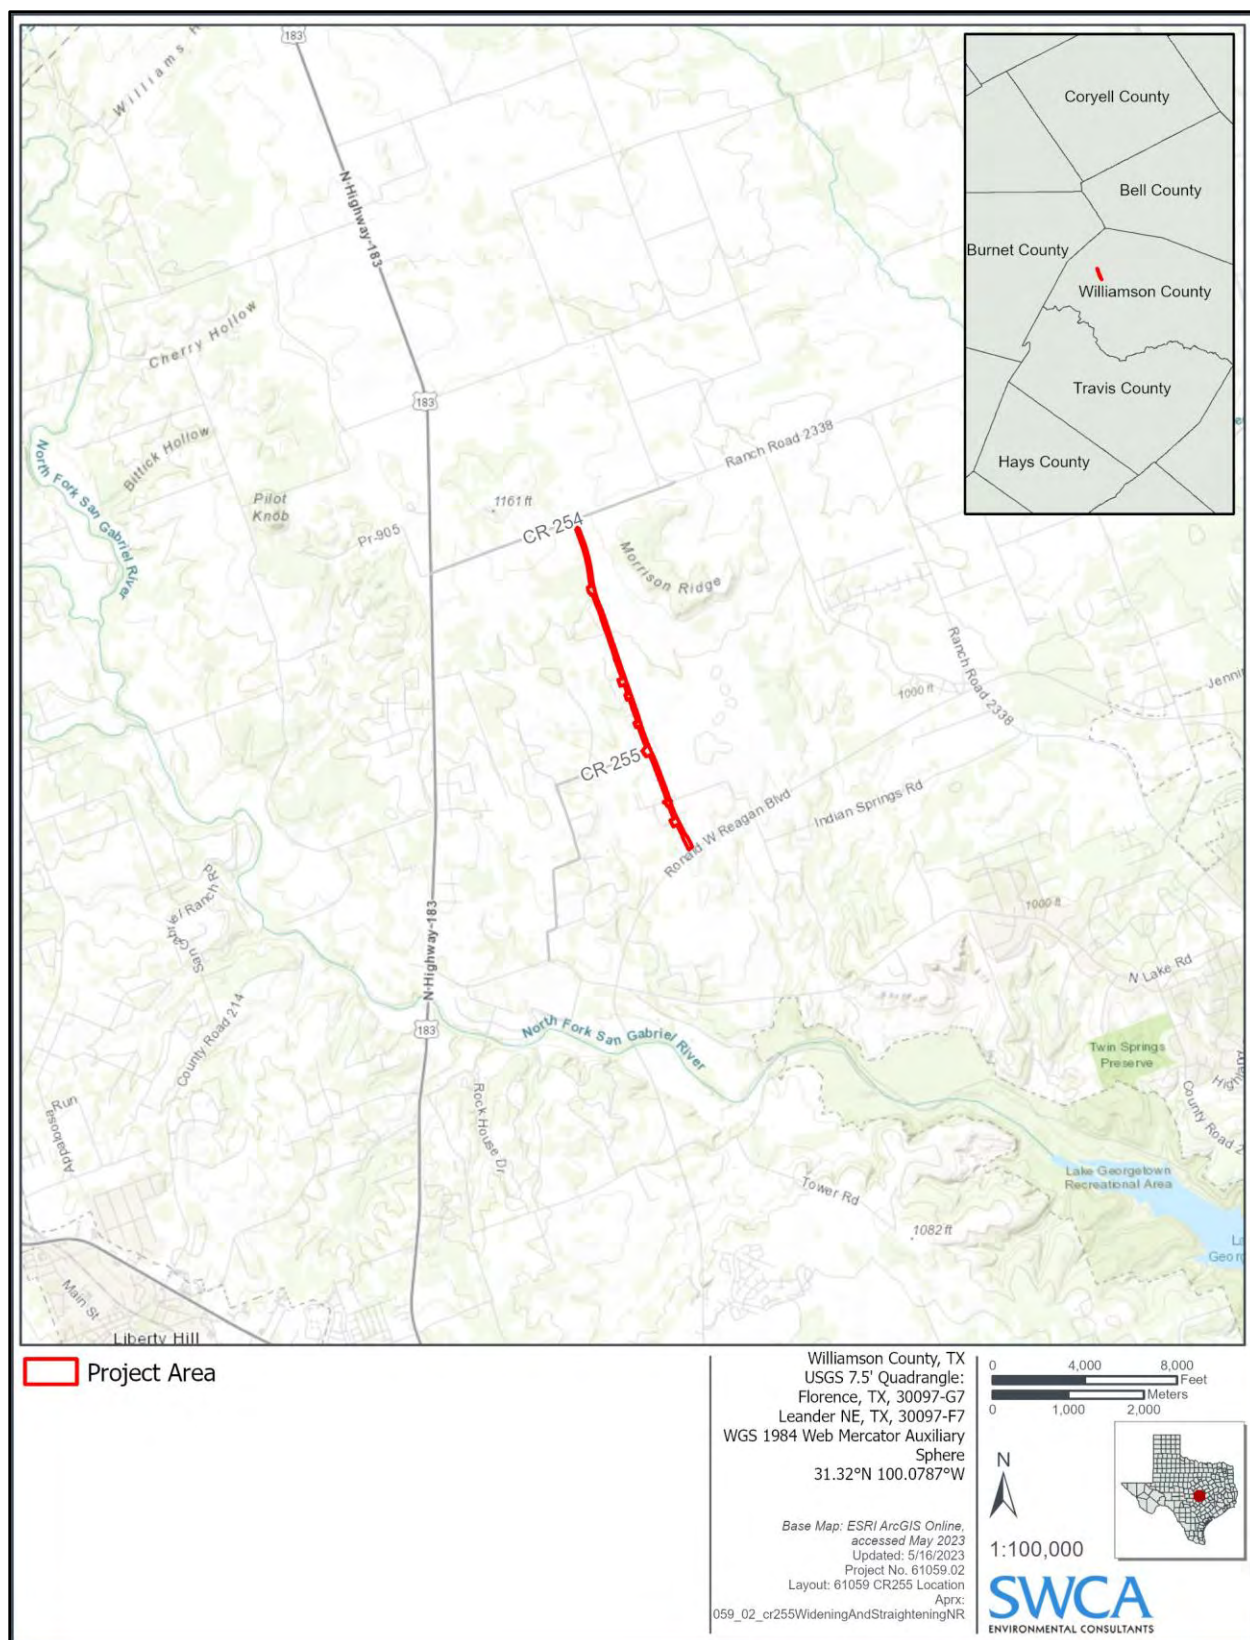 183
Williams H
N-Highway-183
Cherry Hollow
183
Bittick Hollow
North Fork San Gabriel River
Pilot
Knob
1161 ft
Pr-905
CR-254
Ranch Road 2338
Morrison Ridge
Ranch Road 2338
Jennin
1000 ft
CR-255
Ronald W Reagan Blvd
Indian Springs Rd
San Gabriel Ranch Rd
N-Highway-183
1000 ft
N Lake Rd
183
County Road 214
North Fork San Gabriel River
Twin Springs
Preserve
Highland
County Road 2
Appaloosa
Run
Rock House Dr
Tower Rd
Lake Georgetown
Recreational Area
1082 ft
La
Georg
Main St
Liberty Hill
Coryell County
Bell County
Burnet County
Williamson County
Travis County
Hays County
Project Area
Williamson County, TX
USGS 7.5' Quadrangle:
Florence, TX, 30097-G7
Leander NE, TX, 30097-F7
WGS 1984 Web Mercator Auxiliary
Sphere
31.32°N 100.0787°W
Base Map: ESRI ArcGIS Online,
accessed May 2023
Updated: 5/16/2023
Project No. 61059.02
Layout: 61059 CR255 Location
Aprx:
059_02_cr255WideningAndStraighteningNR
0 4,000 8,000
Feet
Meters
0 1,000 2,000
N
1:100,000
SWCA
ENVIRONMENTAL CONSULTANTS